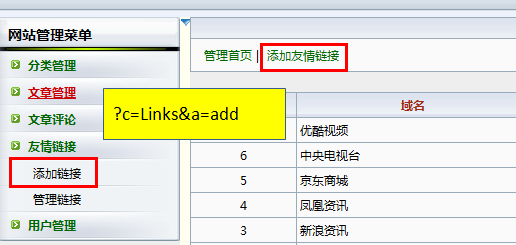 网站管理菜单
分类管理
文章管理
文章评论
友情链接
添加链接
管理链接
用户管理
管理首页 | 添加友情链接
?c=Links&a=add
域名
优酷视频
6 中央电视台
5 京东商城
4 凤凰资讯
3 新浪资讯